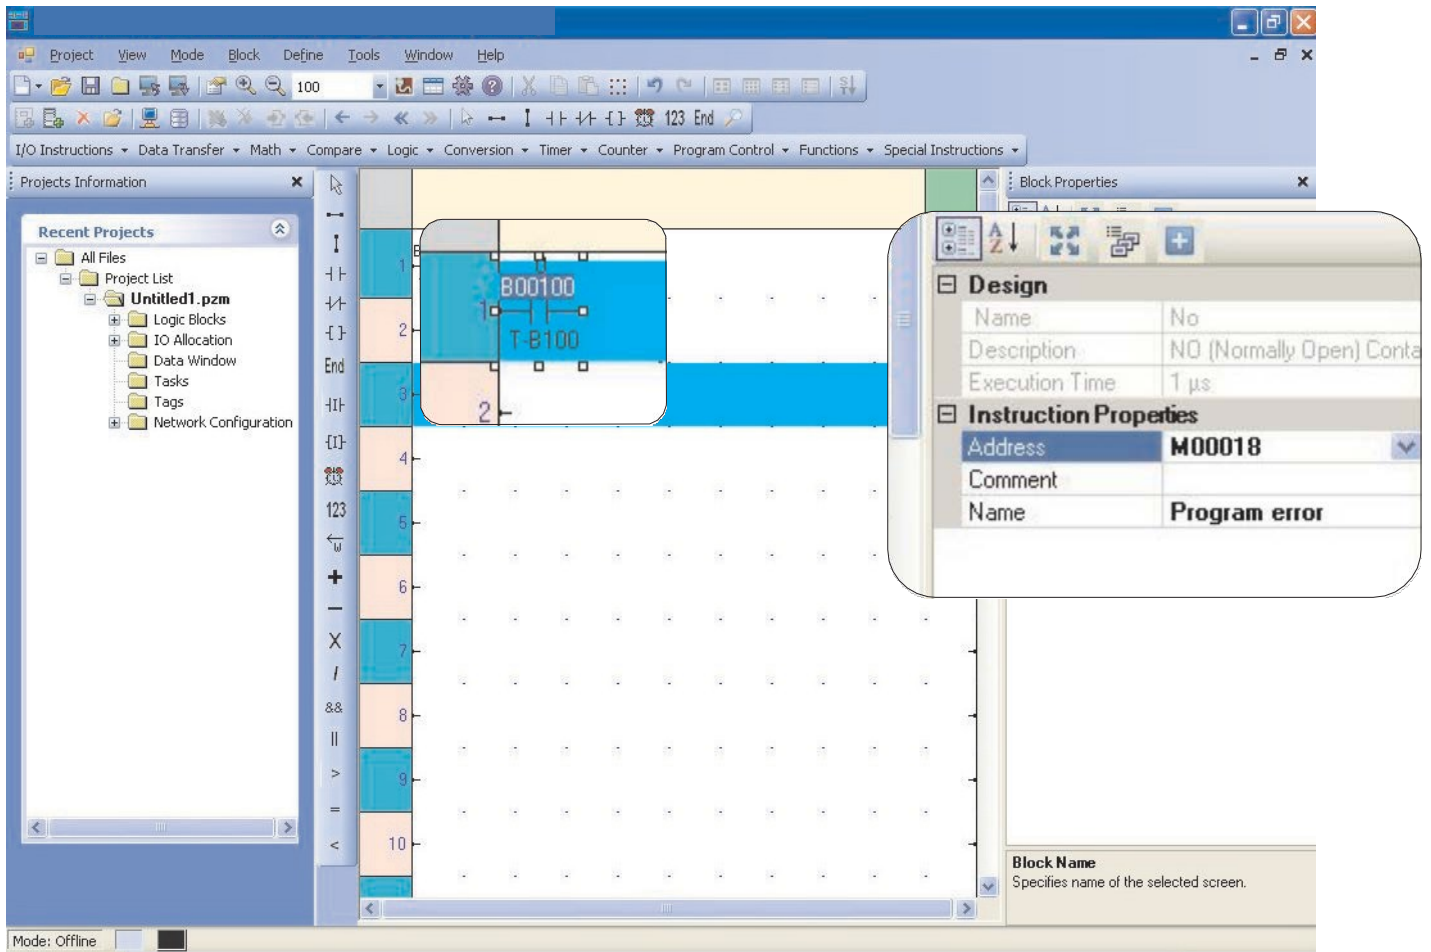 Project View Mode Block Define Tools Window Help
100
123 End
I/O Instructions Data Transfer Math Compare Logic Conversion Timer Counter Program Control Functions Special Instructions
Projects Information
Block Properties
Recent Projects
All Files
Project List
Untitled1.pzm
Logic Blocks
IO Allocation
Data Window
Tasks
Tags
Network Configuration
End
123
W
+
−
X
/
&&
||
>
=
<
1
2
3
4
5
6
7
8
9
10
B00100
1
T-B100
2
Design
Name No
Description NO (Normally Open) Conta
Execution Time 1 µs
Instruction Properties
Address M00018
Comment
Name Program error
Block Name
Specifies name of the selected screen.
Mode: Offline